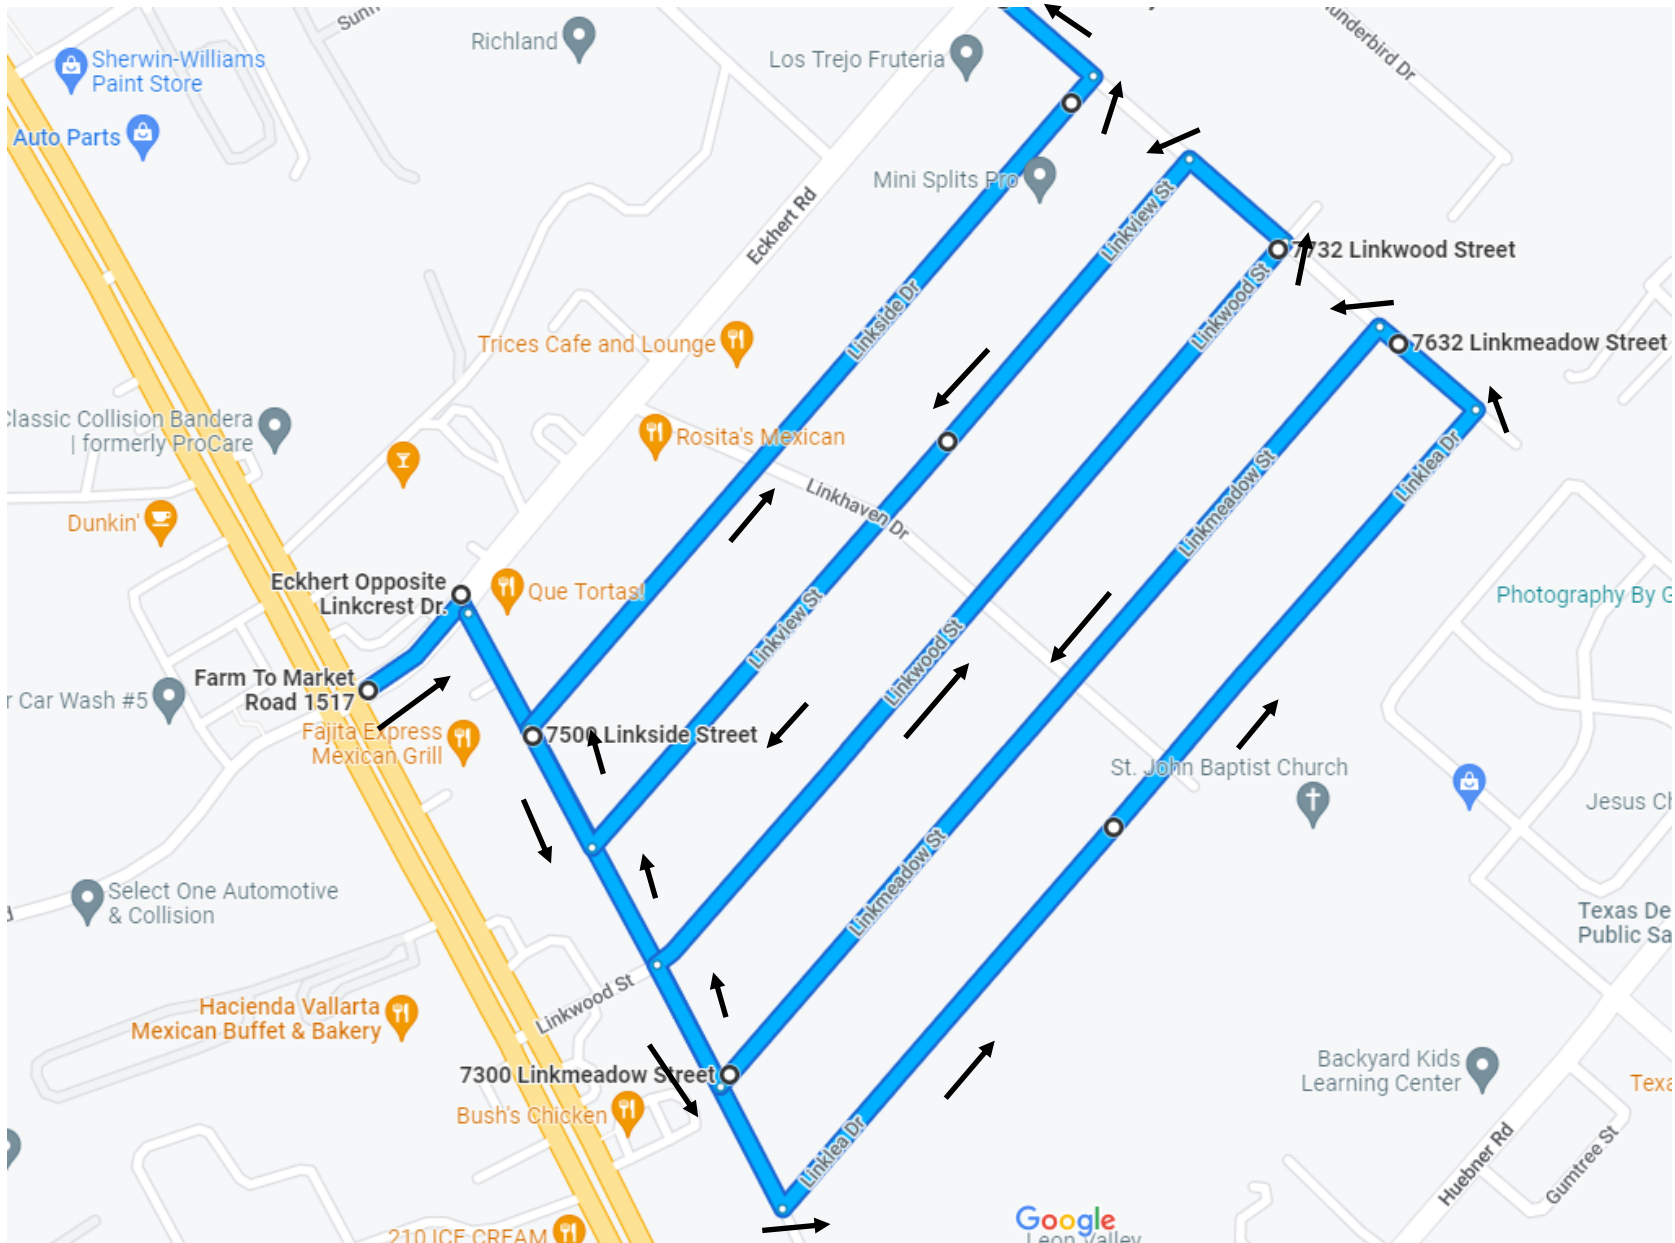 Sherwin-Williams
Paint Store
Richland
Los Trejo Fruteria
Auto Parts
Mini Splits Pro
Eckhert Rd
Linkview St
7732 Linkwood Street
Linkwood St
Linkside Dr
Trices Cafe and Lounge
7632 Linkmeadow Street
Classic Collision Bandera
| formerly ProCare
Rosita's Mexican
Linkhaven Dr
Linkmeadow St
Linklea Dr
Dunkin'
Eckhert Opposite
Linkcrest Dr.
Que Tortas!
Linkview St
Linkwood St
Photography By G
Farm To Market
Road 1517
r Car Wash #5
Fajita Express
Mexican Grill
7500 Linkside Street
St. John Baptist Church
Jesus Ch
Linkmeadow St
Select One Automotive
& Collision
Texas De
Public Sa
Linkwood St
Hacienda Vallarta
Mexican Buffet & Bakery
7300 Linkmeadow Street
Bush's Chicken
Backyard Kids
Learning Center
Texa
Linklea Dr
Huebner Rd
Gumtree St
Google
Leon Valley
210 ICE CREAM